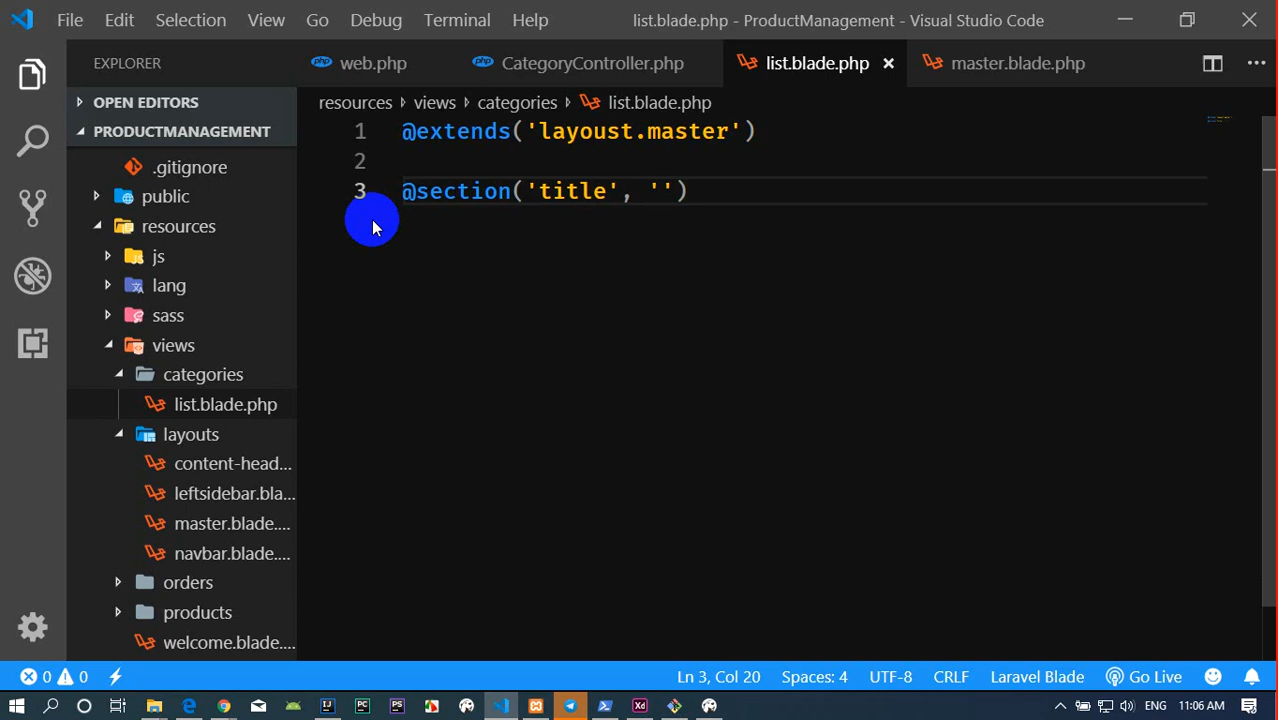 File Edit Selection View Go Debug Terminal Help list.blade.php - ProductManagement - Visual Studio Code
EXPLORER
web.php CategoryController.php list.blade.php master.blade.php
OPEN EDITORS
resources views categories list.blade.php
PRODUCTMANAGEMENT
.gitignore
public
resources
js
lang
sass
views
categories
list.blade.php
layouts
content-head...
leftsidebar.bla...
master.blade....
navbar.blade....
orders
products
welcome.blade....
1 @extends('layoust.master')
2
3 @section('title', '')
0 0 Ln 3, Col 20 Spaces: 4 UTF-8 CRLF Laravel Blade Go Live
IJ PC PS Xd ENG 11:06 AM